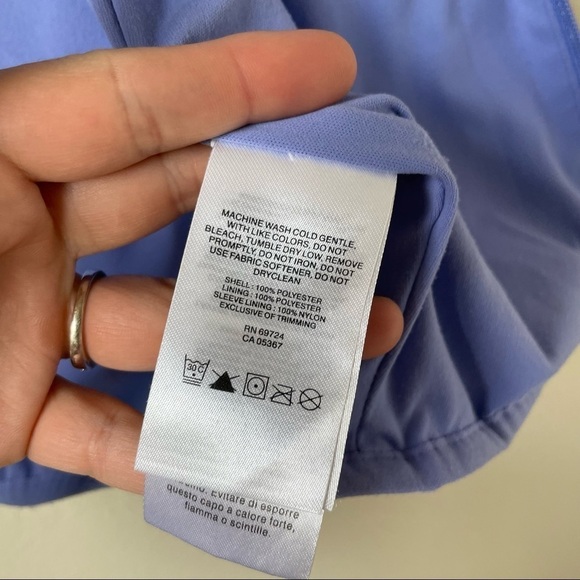 MACHINE WASH COLD GENTLE,
WITH LIKE COLORS, DO NOT
BLEACH, TUMBLE DRY LOW, REMOVE
PROMPTLY, DO NOT IRON, DO NOT
USE FABRIC SOFTENER, DO NOT
DRYCLEAN
SHELL : 100% POLYESTER
LINING : 100% POLYESTER
SLEEVE LINING : 100% NYLON
EXCLUSIVE OF TRIMMING
RN 69724
CA 05367
30C
Evitare di esporre
questo capo a calore forte,
fiamma o scintille.